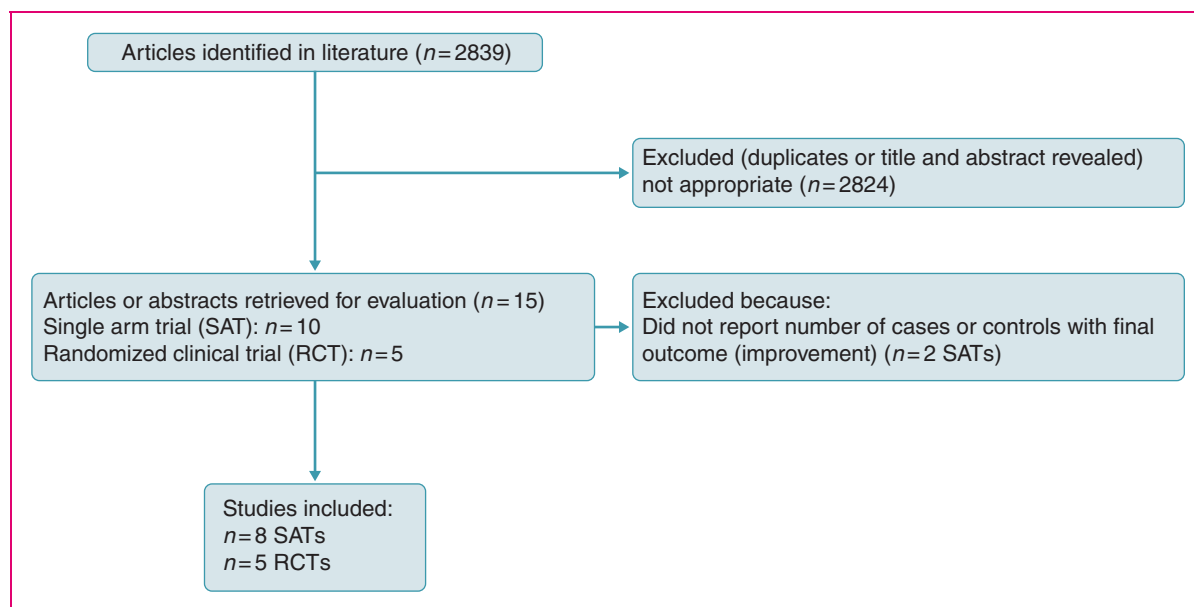 Articles identified in literature (n=2839)
Excluded (duplicates or title and abstract revealed)
not appropriate (n=2824)
Articles or abstracts retrieved for evaluation (n=15)
Single arm trial (SAT): n=10
Randomized clinical trial (RCT): n=5
Excluded because:
Did not report number of cases or controls with final
outcome (improvement) (n=2 SATs)
Studies included:
n=8 SATs
n=5 RCTs